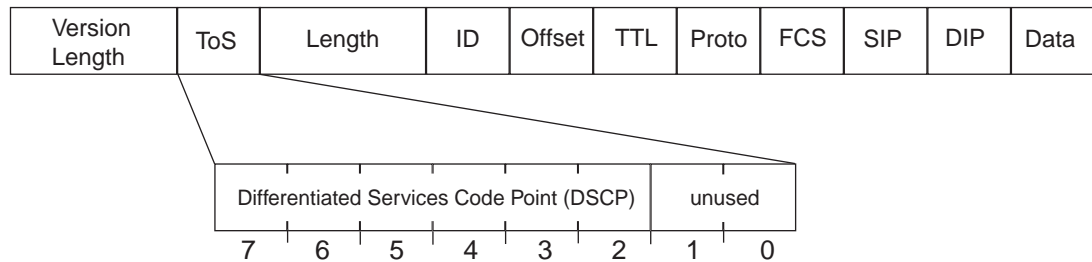 Version Length ToS Length ID Offset TTL Proto FCS SIP DIP Data
Differentiated Services Code Point (DSCP) unused
7 6 5 4 3 2 1 0